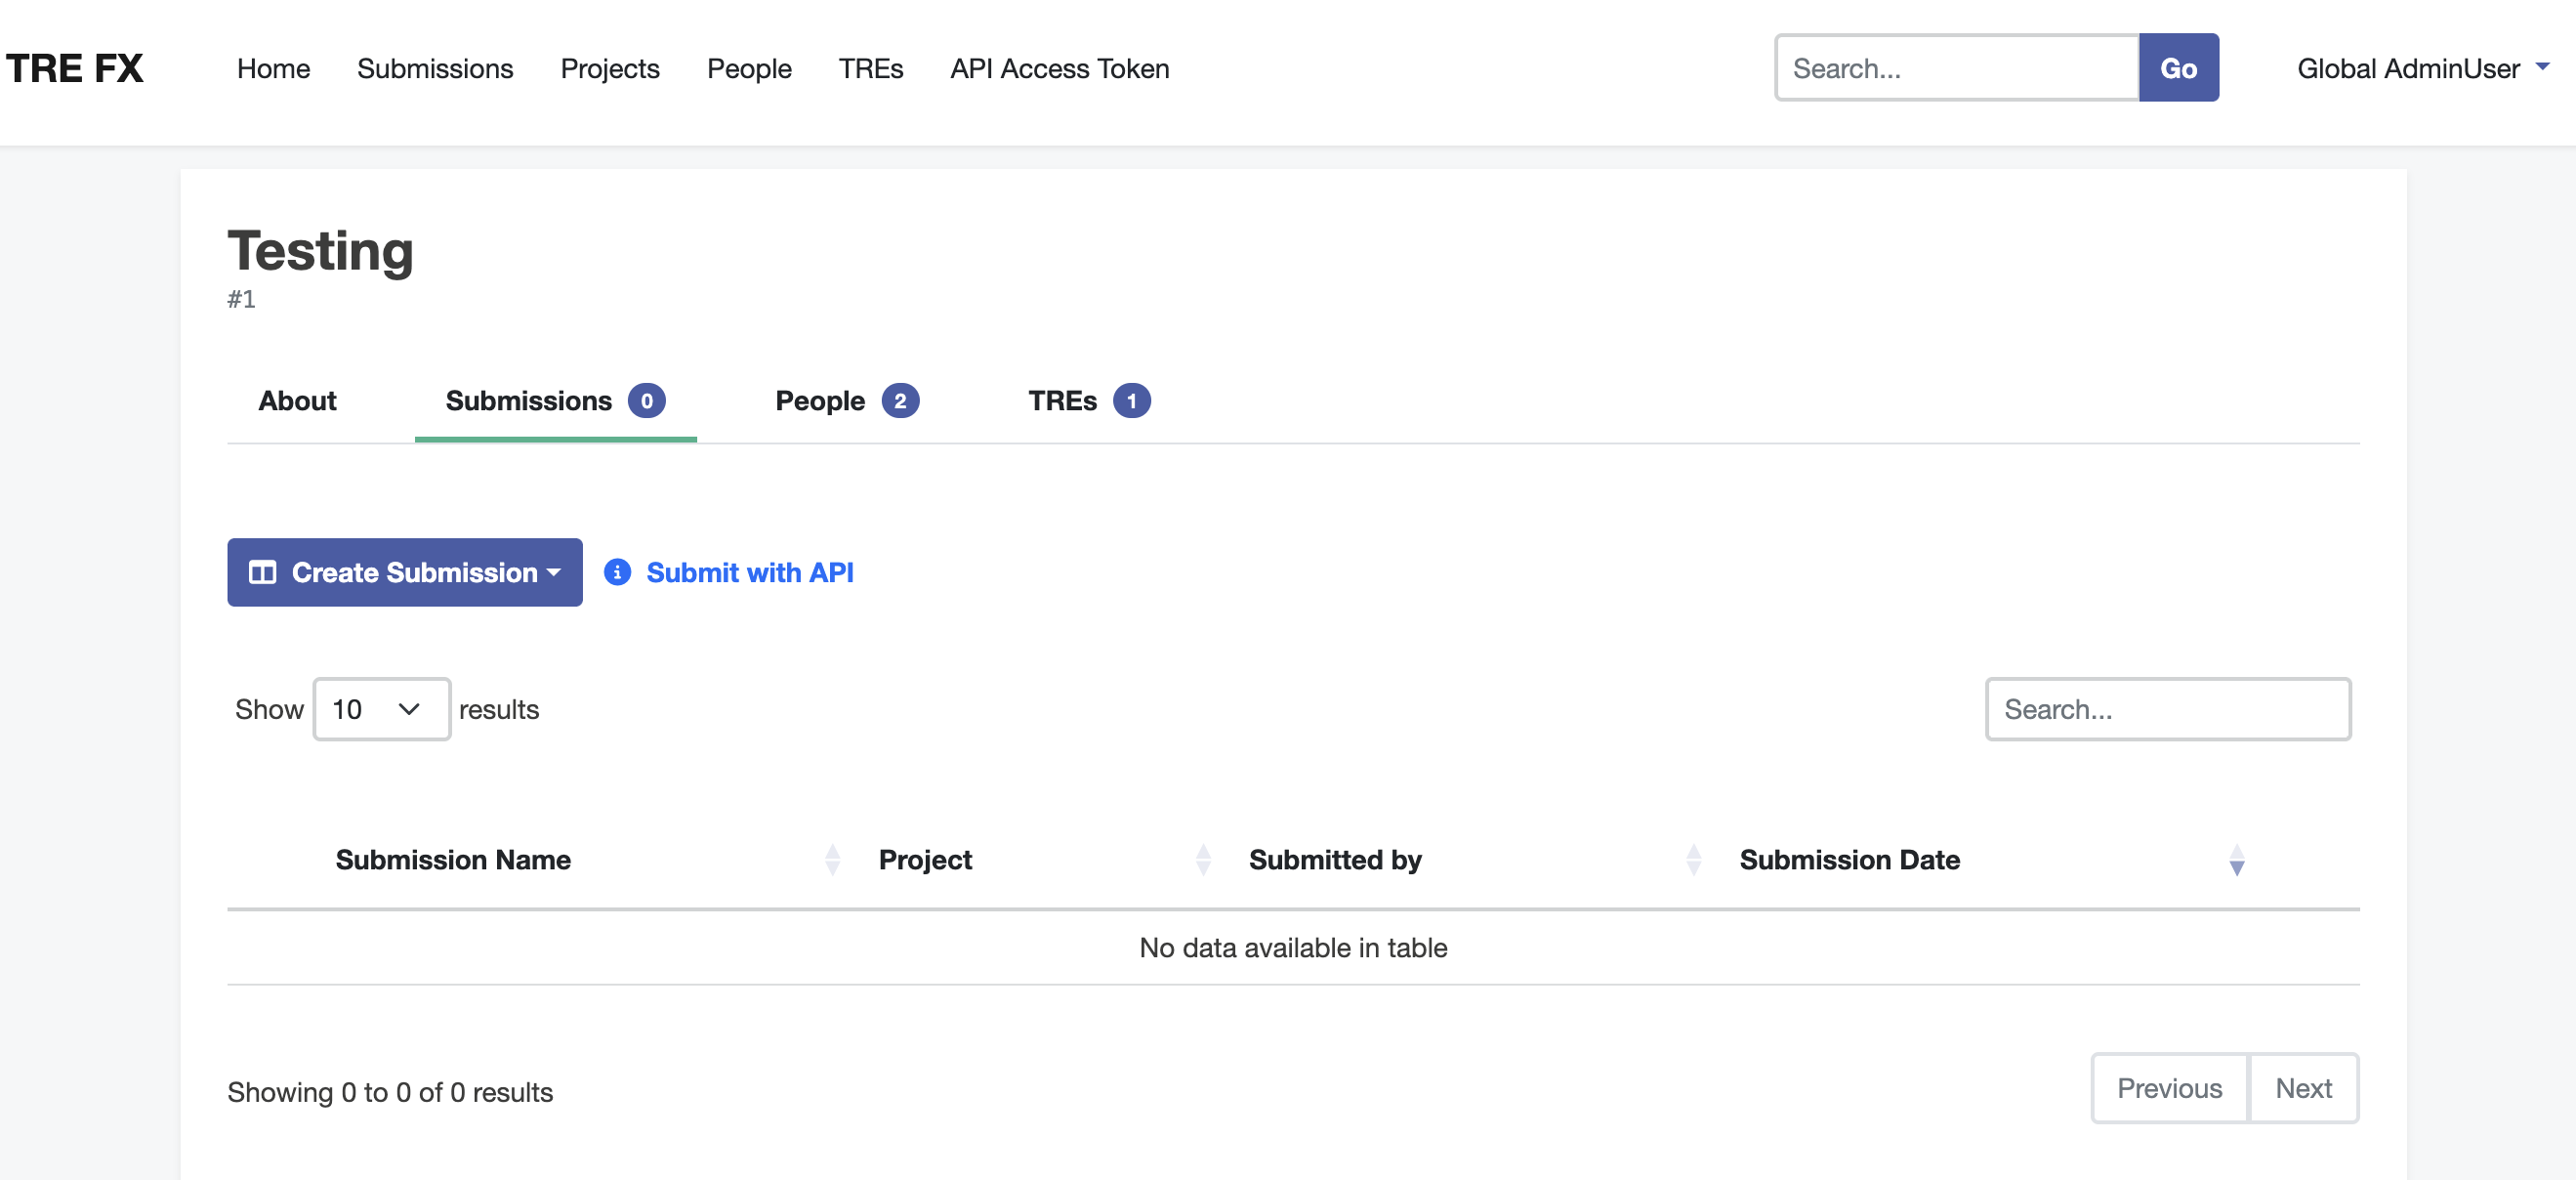 TRE FX Home Submissions Projects People TREs API Access Token Search... Go Global AdminUser
Testing
#1
About Submissions 0 People 2 TREs 1
Create Submission Submit with API
Show 10 results Search...
Submission Name Project Submitted by Submission Date
No data available in table
Showing 0 to 0 of 0 results Previous Next